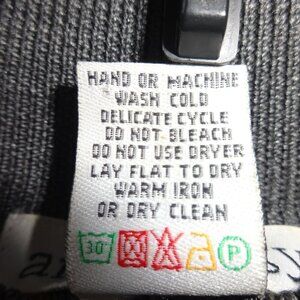 HAND OR MACHINE
WASH COLD
DELICATE CYCLE
DO NOT BLEACH
DO NOT USE DRYER
LAY FLAT TO DRY
WARM IRON
OR DRY CLEAN
30 P